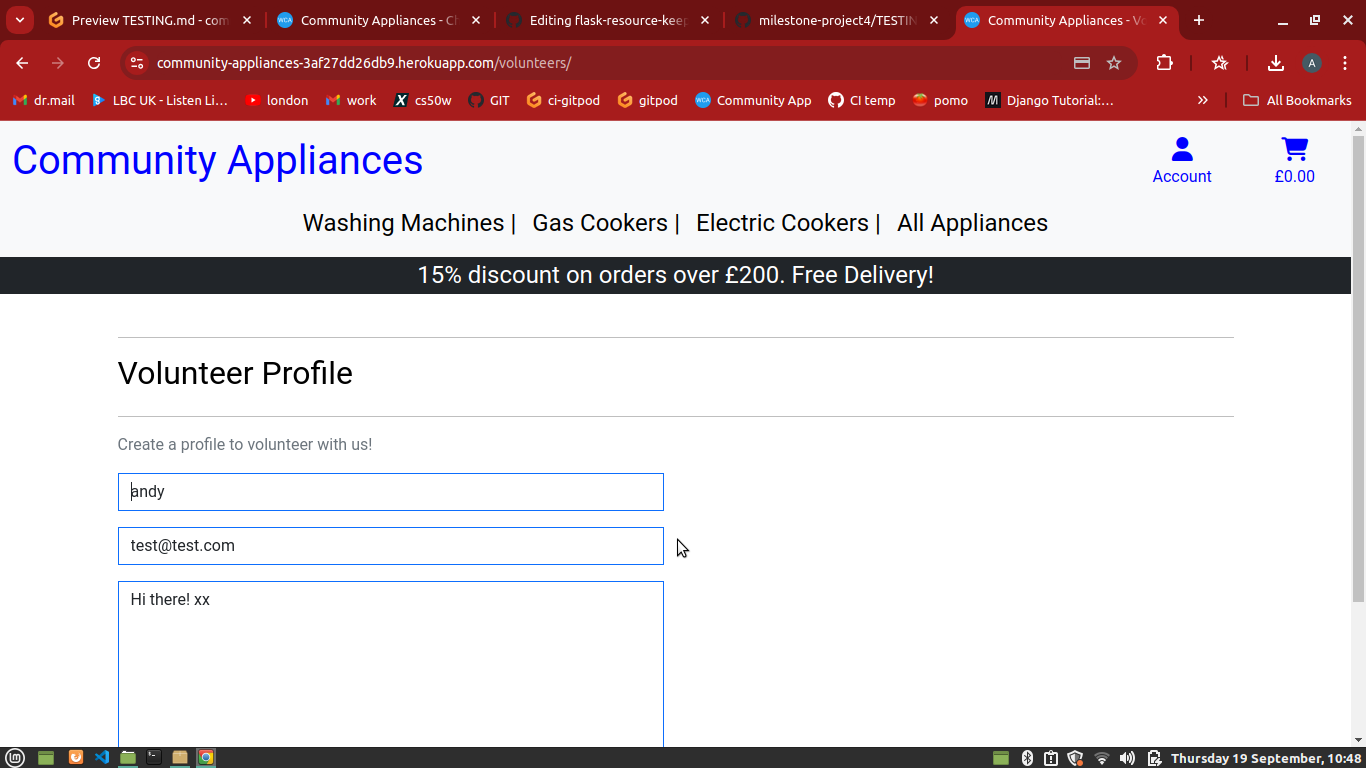 Preview TESTING.md - com
Community Appliances - Ch
Editing flask-resource-keep
milestone-project4/TESTIN
Community Appliances - Vo
community-appliances-3af27dd26db9.herokuapp.com/volunteers/
A
dr.mail
LBC UK - Listen Li...
london
work
cs50w
GIT
ci-gitpod
gitpod
Community App
CI temp
pomo
Django Tutorial:...
All Bookmarks
Community Appliances
Account
£0.00
Washing Machines |
Gas Cookers |
Electric Cookers |
All Appliances
15% discount on orders over £200. Free Delivery!
Volunteer Profile
Create a profile to volunteer with us!
andy
test@test.com
Hi there! xx
Thursday 19 September, 10:48